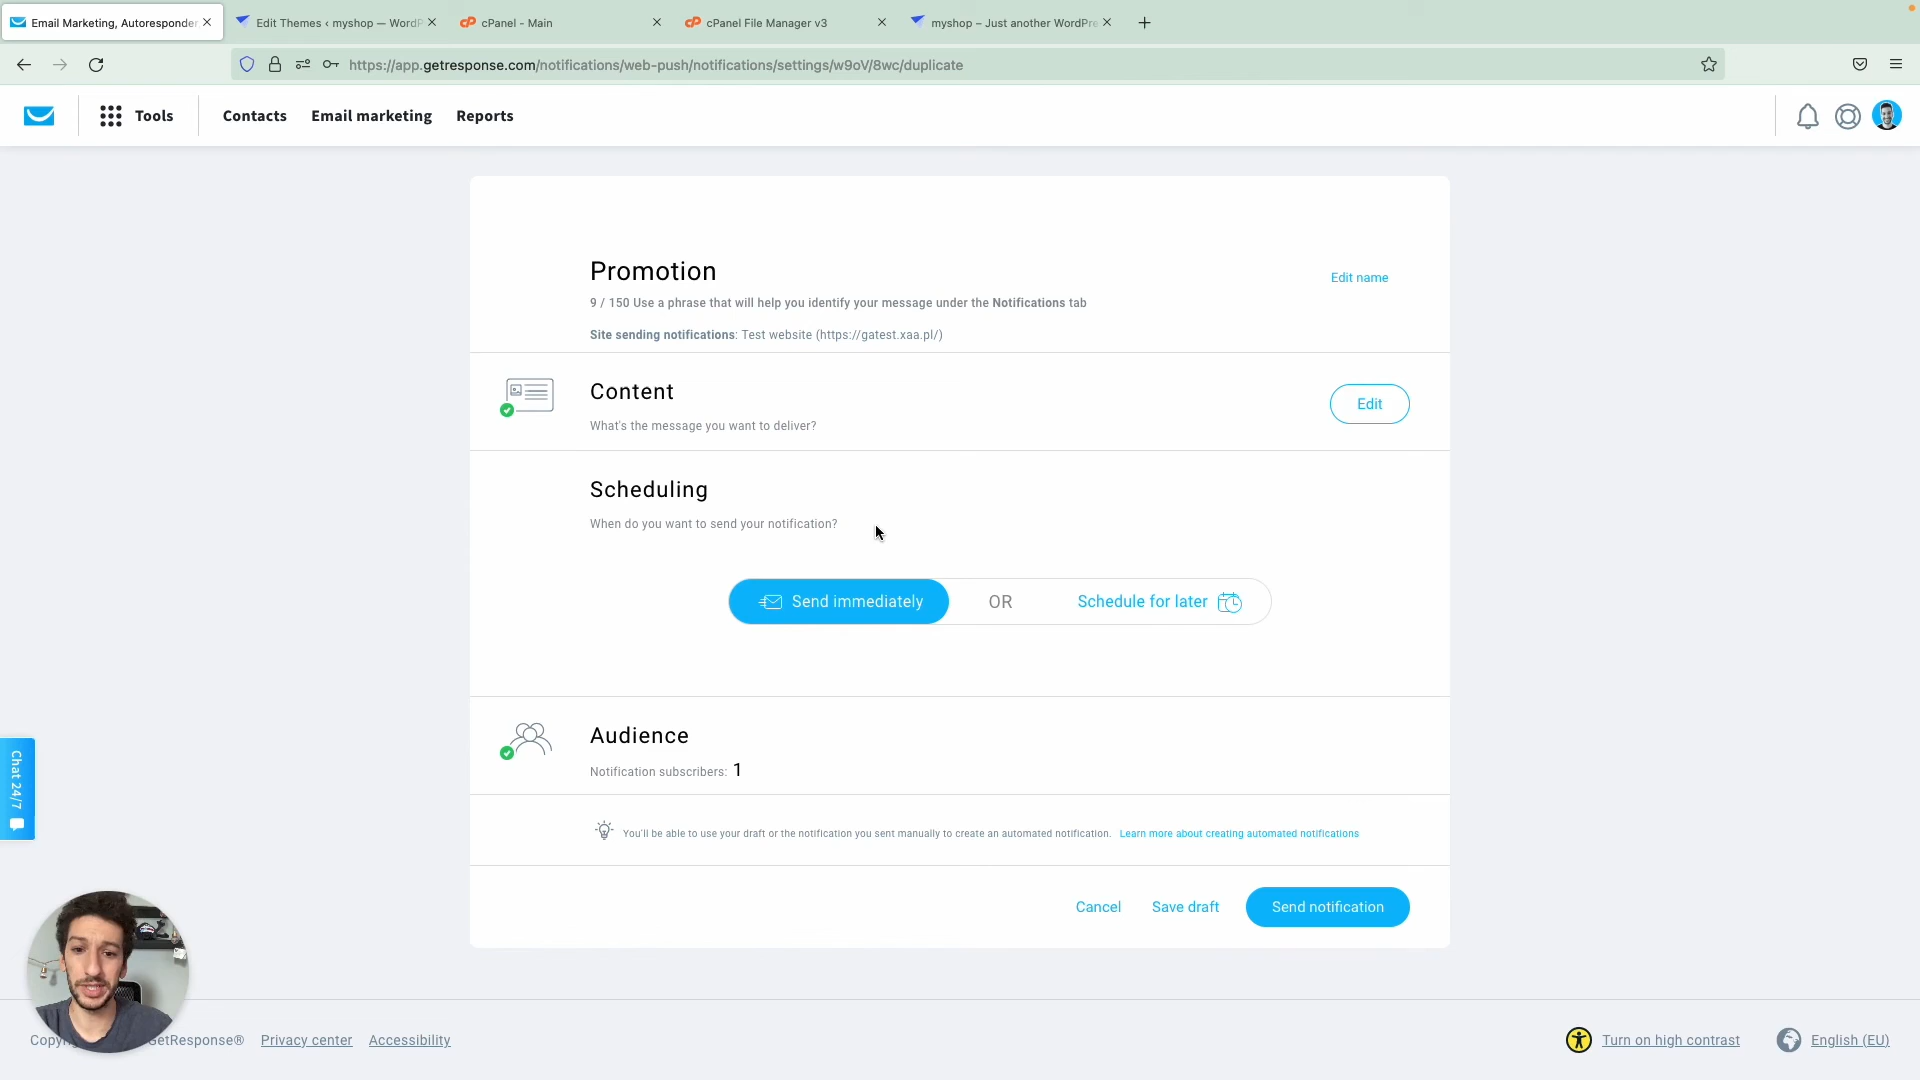 Email Marketing, Autoresponder
Edit Themes ‹ myshop — WordP
cPanel - Main
cPanel File Manager v3
myshop – Just another WordPre
https://app.getresponse.com/notifications/web-push/notifications/settings/w9oV/8wc/duplicate
Tools
Contacts
Email marketing
Reports
Promotion
Edit name
9 / 150 Use a phrase that will help you identify your message under the Notifications tab
Site sending notifications: Test website (https://gatest.xaa.pl/)
Content
What's the message you want to deliver?
Edit
Scheduling
When do you want to send your notification?
Send immediately
OR
Schedule for later
Audience
Notification subscribers: 1
Chat 24/7
You'll be able to use your draft or the notification you sent manually to create an automated notification. Learn more about creating automated notifications
Cancel
Save draft
Send notification
GetResponse®
Privacy center
Accessibility
Turn on high contrast
English (EU)